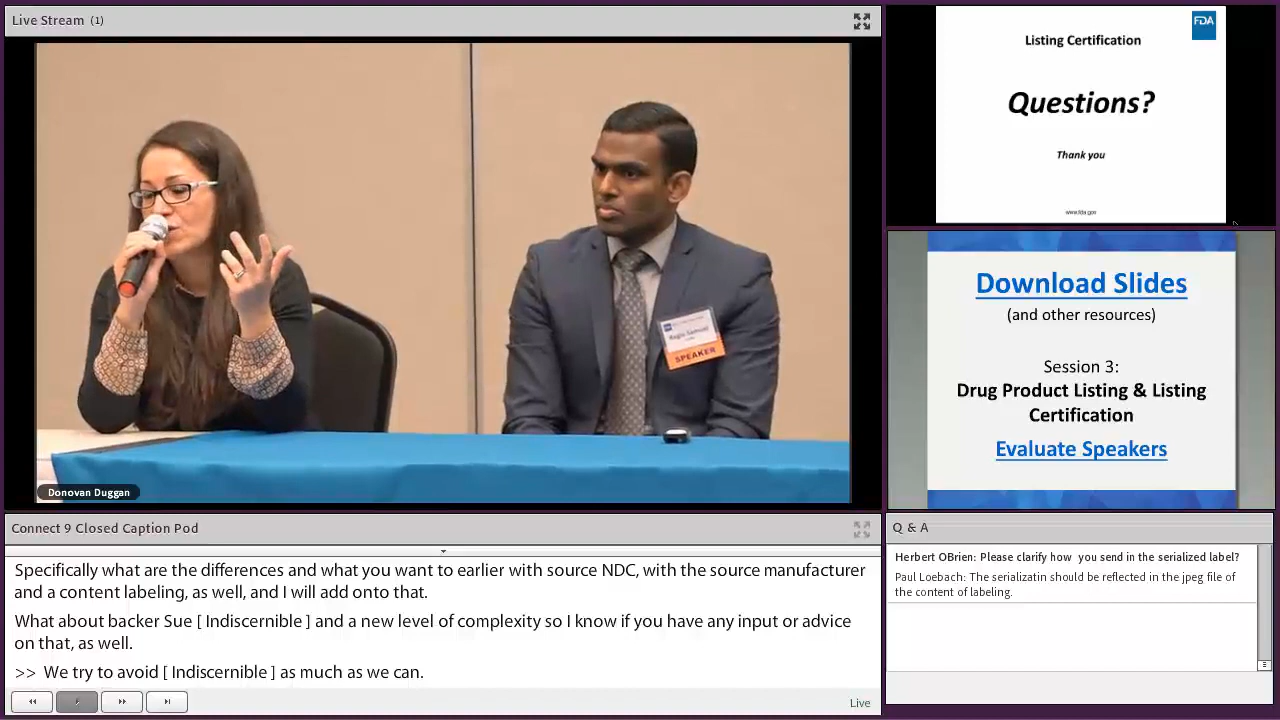 Live Stream (1)
Donovan Duggan
FDA
Listing Certification
Questions?
Thank you
www.fda.gov
Download Slides
(and other resources)
Session 3:
Drug Product Listing & Listing
Certification
Evaluate Speakers
SPEAKER
Connect 9 Closed Caption Pod
Specifically what are the differences and what you want to earlier with source NDC, with the source manufacturer
and a content labeling, as well, and I will add onto that.
What about backer Sue [ Indiscernible ] and a new level of complexity so I know if you have any input or advice
on that, as well.
>> We try to avoid [ Indiscernible ] as much as we can.
Live
Q & A
Herbert OBrien: Please clarify how you send in the serialized label?
Paul Loebach: The serializatin should be reflected in the jpeg file of
the content of labeling.